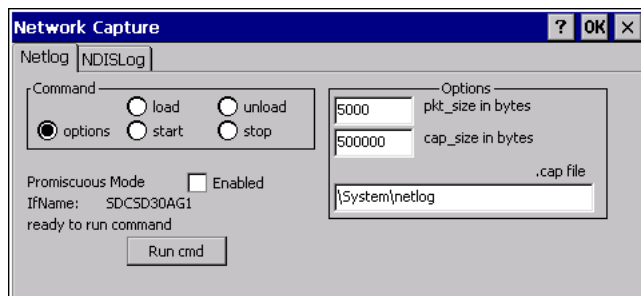 Network Capture ? OK ×
Netlog NDISLog
Command
load unload
options start stop
Promiscuous Mode Enabled
IfName: SDCSD30AG1
ready to run command
Run cmd
Options
5000 pkt_size in bytes
500000 cap_size in bytes
.cap file
\System\netlog